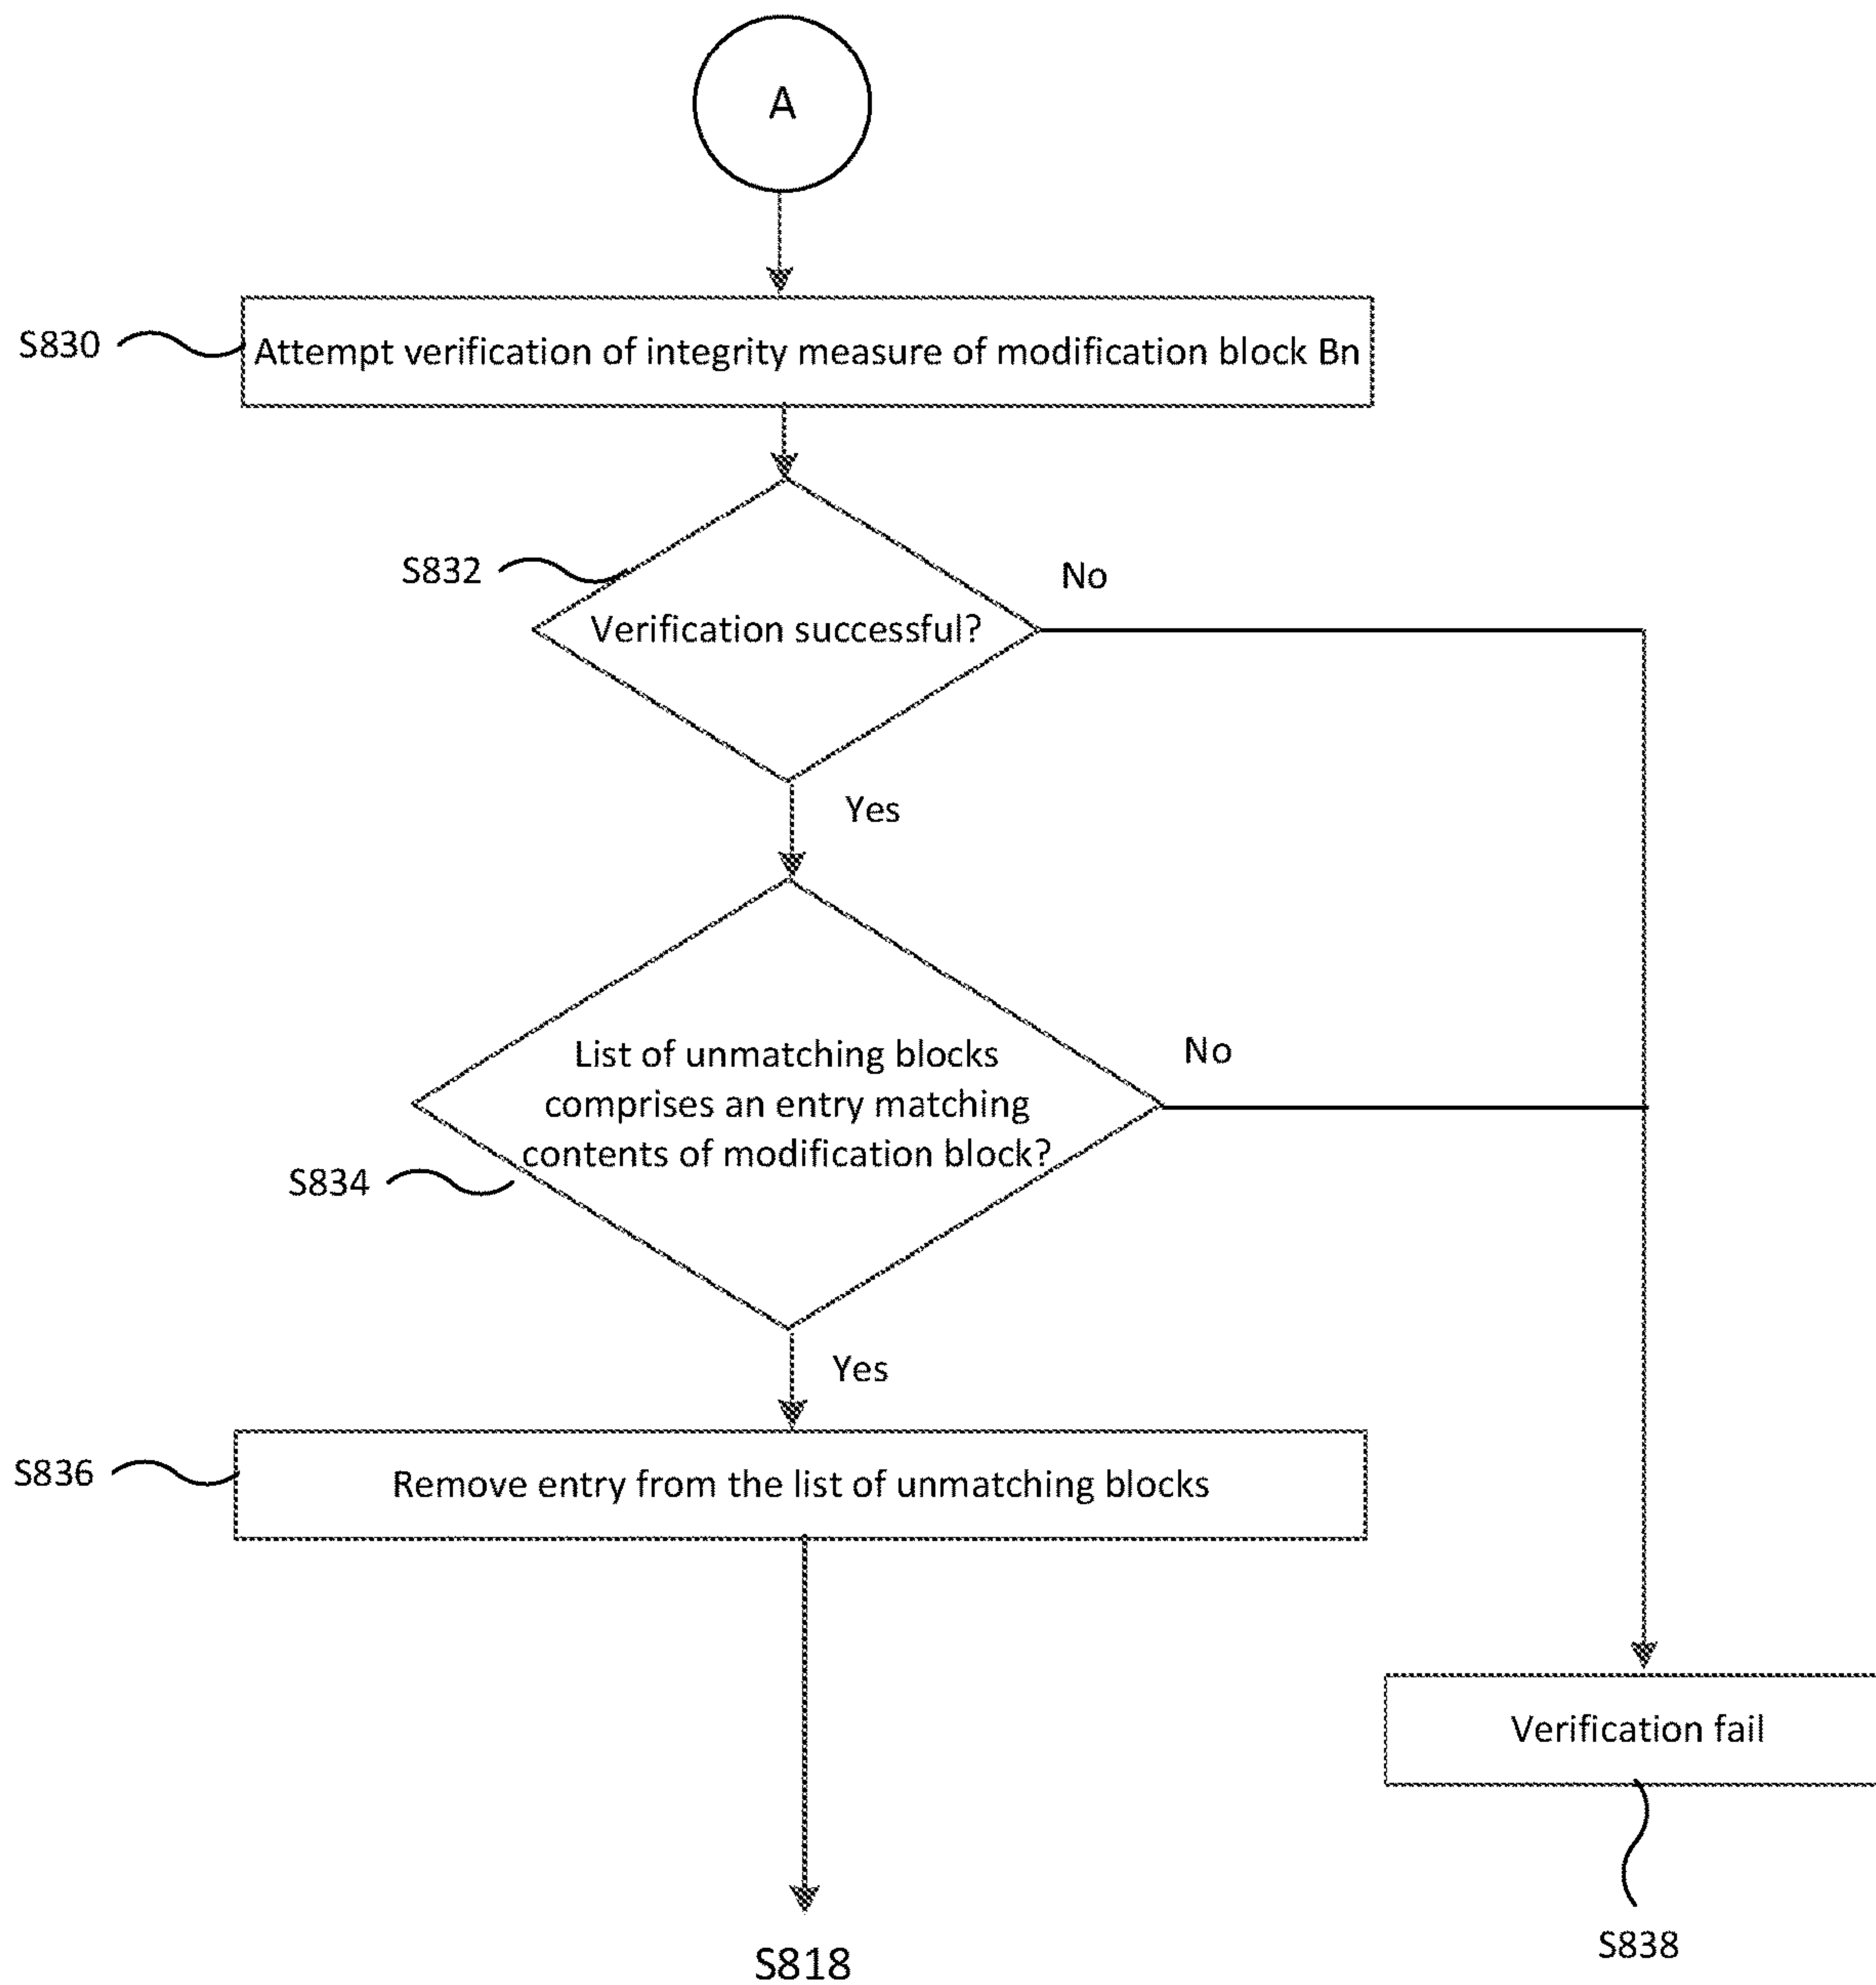 A
S830
Attempt verification of integrity measure of modification block Bn
S832
No
Verification successful?
Yes
List of unmatching blocks
No
comprises an entry matching
contents of modification block?
S834
Yes
S836
Remove entry from the list of unmatching blocks
Verification fail
S838
S818